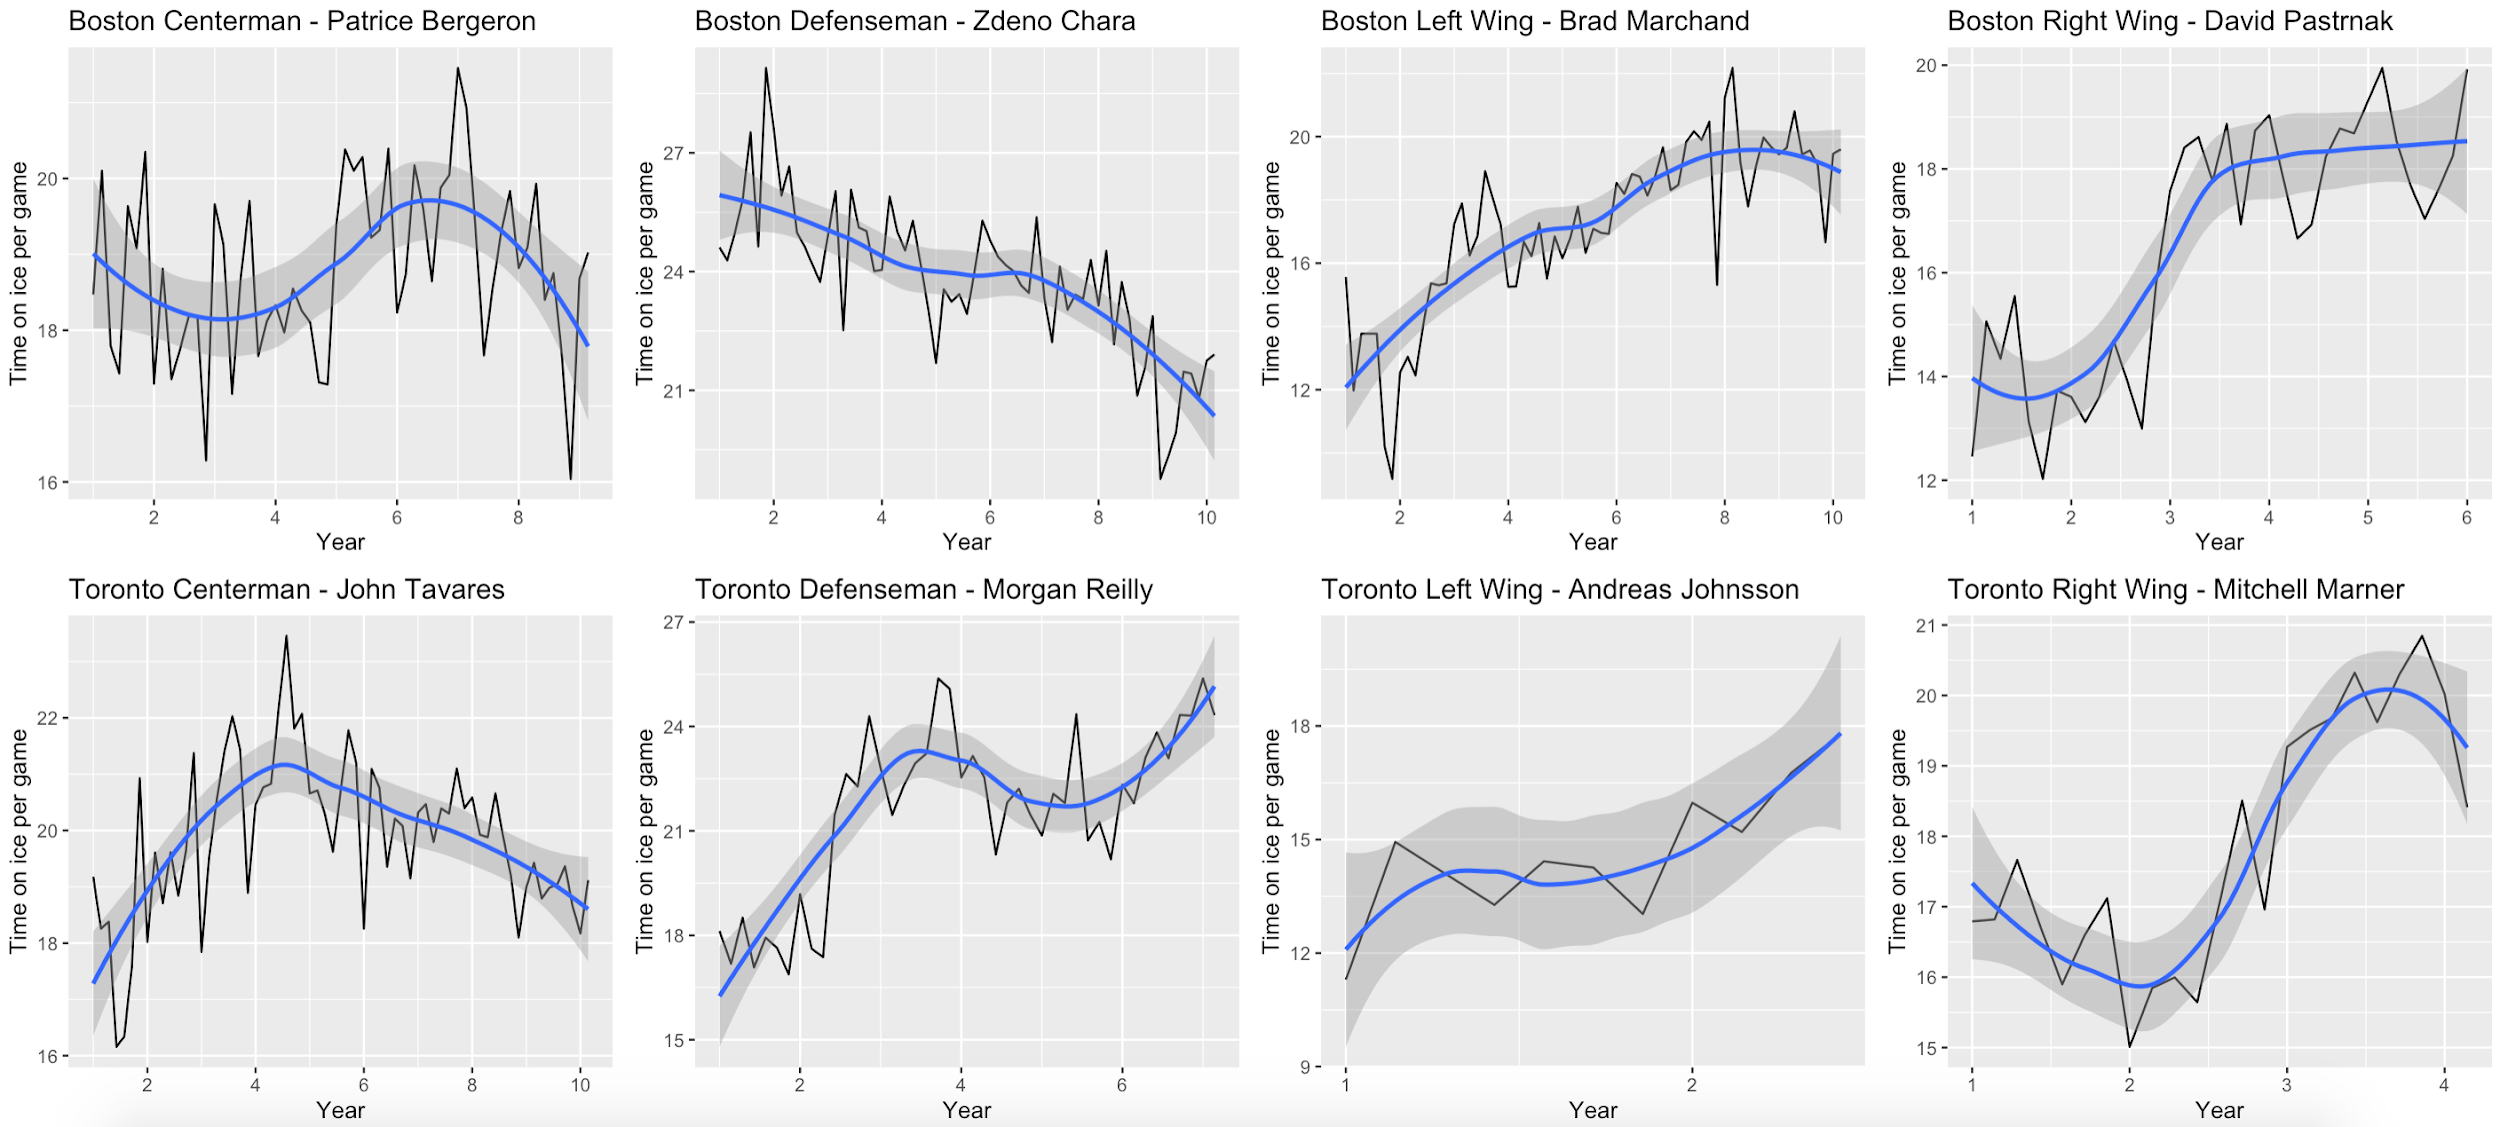 Boston Centerman - Patrice Bergeron
Time on ice per game
20
18
16
2 4 6 8
Year
Boston Defenseman - Zdeno Chara
Time on ice per game
27
24
21
2 4 6 8 10
Year
Boston Left Wing - Brad Marchand
Time on ice per game
20
16
12
2 4 6 8 10
Year
Boston Right Wing - David Pastrnak
Time on ice per game
20
18
16
14
12
1 2 3 4 5 6
Year
Toronto Centerman - John Tavares
Time on ice per game
22
20
18
16
2 4 6 8 10
Year
Toronto Defenseman - Morgan Reilly
Time on ice per game
27
24
21
18
15
2 4 6
Year
Toronto Left Wing - Andreas Johnsson
Time on ice per game
18
15
12
9
1 2
Year
Toronto Right Wing - Mitchell Marner
Time on ice per game
21
20
19
18
17
16
15
1 2 3 4
Year